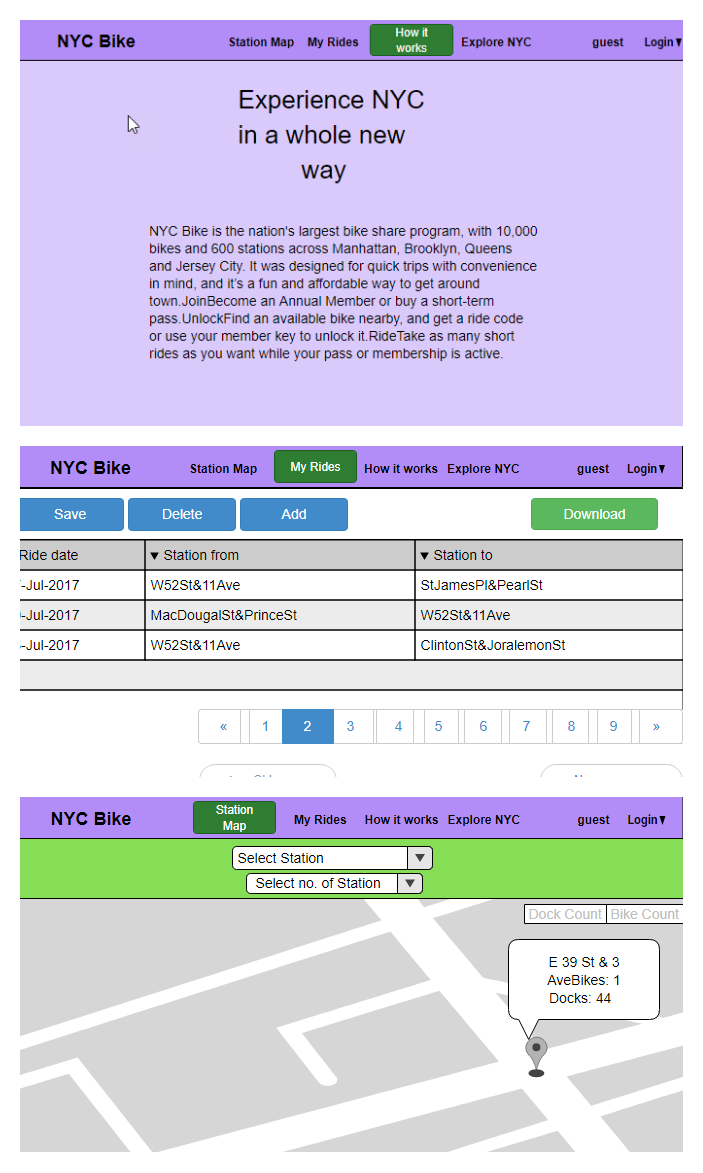 NYC Bike Station Map My Rides How it works Explore NYC guest Login▼
Experience NYC
in a whole new
way
NYC Bike is the nation's largest bike share program, with 10,000
bikes and 600 stations across Manhattan, Brooklyn, Queens
and Jersey City. It was designed for quick trips with convenience
in mind, and it's a fun and affordable way to get around
town.JoinBecome an Annual Member or buy a short-term
pass.UnlockFind an available bike nearby, and get a ride code
or use your member key to unlock it.RideTake as many short
rides as you want while your pass or membership is active.
NYC Bike Station Map My Rides How it works Explore NYC guest Login▼
Save Delete Add Download
Ride date ▼ Station from ▼ Station to
-Jul-2017 W52St&11Ave StJamesPl&PearlSt
-Jul-2017 MacDougalSt&PrinceSt W52St&11Ave
-Jul-2017 W52St&11Ave ClintonSt&JoralemonSt
« 1 2 3 4 5 6 7 8 9 »
NYC Bike Station Map My Rides How it works Explore NYC guest Login▼
Select Station ▼
Select no. of Station ▼
Dock Count Bike Count
E 39 St & 3
AveBikes: 1
Docks: 44